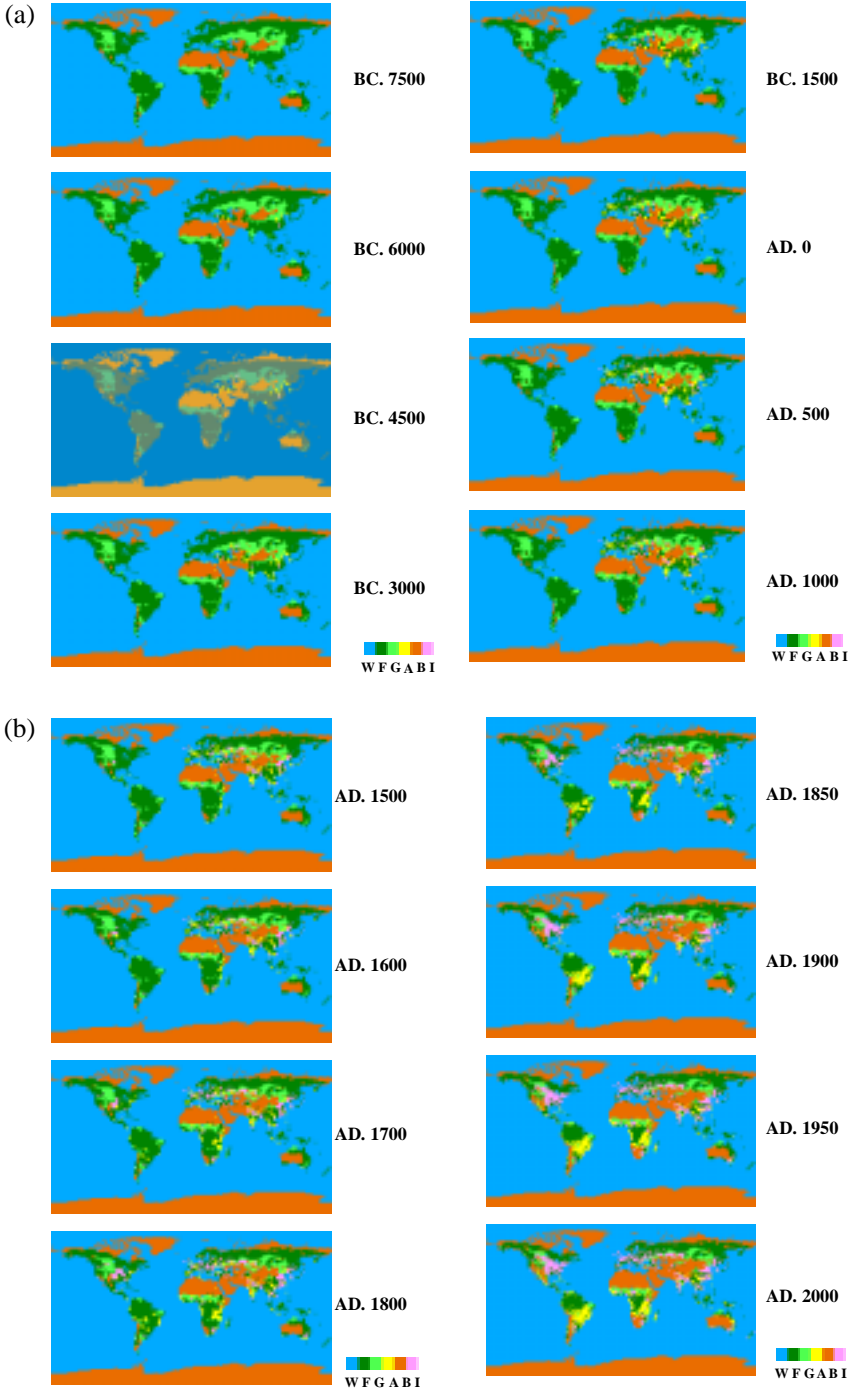 (a)
BC. 7500
BC. 6000
BC. 4500
BC. 3000
W F G A B I
BC. 1500
AD. 0
AD. 500
AD. 1000
W F G A B I
(b)
AD. 1500
AD. 1600
AD. 1700
AD. 1800
W F G A B I
AD. 1850
AD. 1900
AD. 1950
AD. 2000
W F G A B I